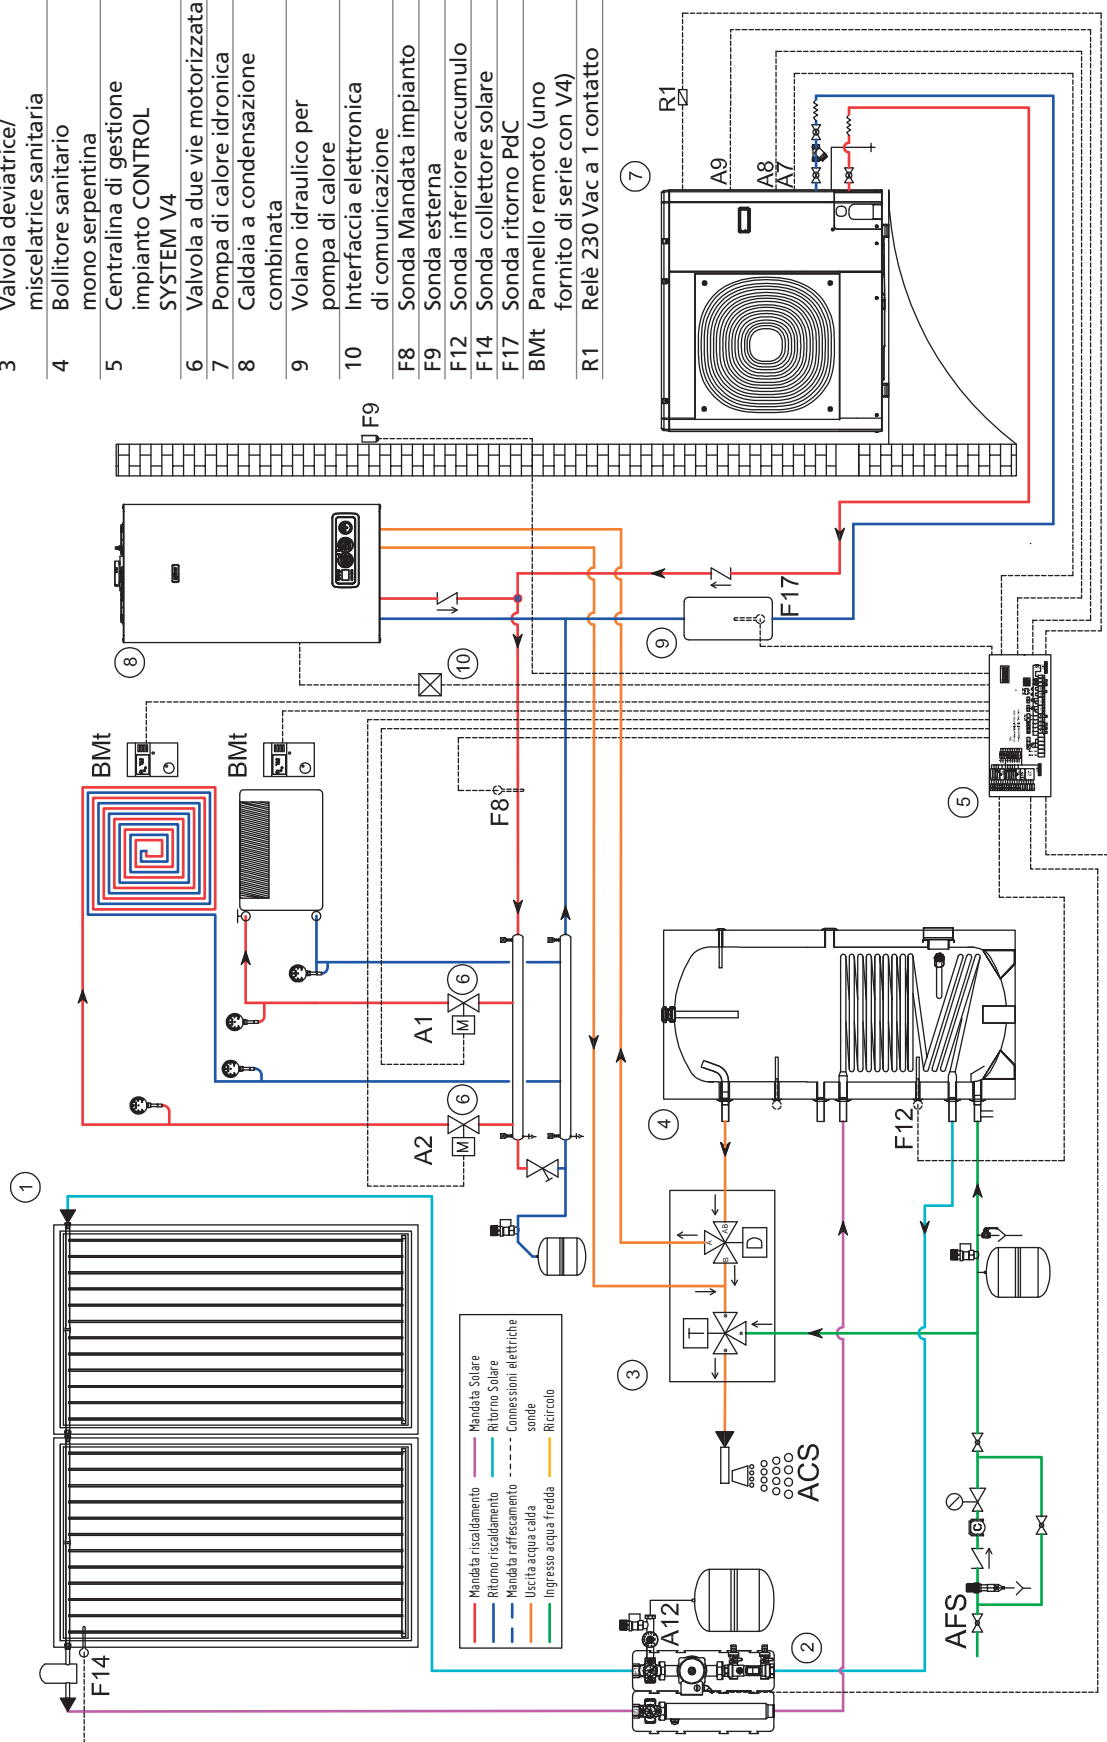 3 Valvola deviatrice/
miscelatrice sanitaria
4 Bollitore sanitario
mono serpentina
5 Centralina di gestione
impianto CONTROL
SYSTEM V4
6 Valvola a due vie motorizzata
7 Pompa di calore idronica
8 Caldaia a condensazione
combinata
9 Volano idraulico per
pompa di calore
10 Interfaccia elettronica
di comunicazione
F8 Sonda Mandata impianto
F9 Sonda esterna
F12 Sonda inferiore accumulo
F14 Sonda collettore solare
F17 Sonda ritorno PdC
BMt Pannello remoto (uno
fornito di serie con V4)
R1 Relè 230 Vac a 1 contatto
1
F14
8
BMt
BMt
10
F9
7
R1
A9
A8
A7
F8
F17
9
5
A2
6
M
A1
6
M
4
F12
3
T
D
A
AB
B
ACS
AFS
C
A12
2
Mandata riscaldamento
Ritorno riscaldamento
Mandata raffescamento
Uscita acqua calda
Ingresso acqua fredda
Mandata Solare
Ritorno Solare
Connessioni elettriche
sonde
Ricircolo